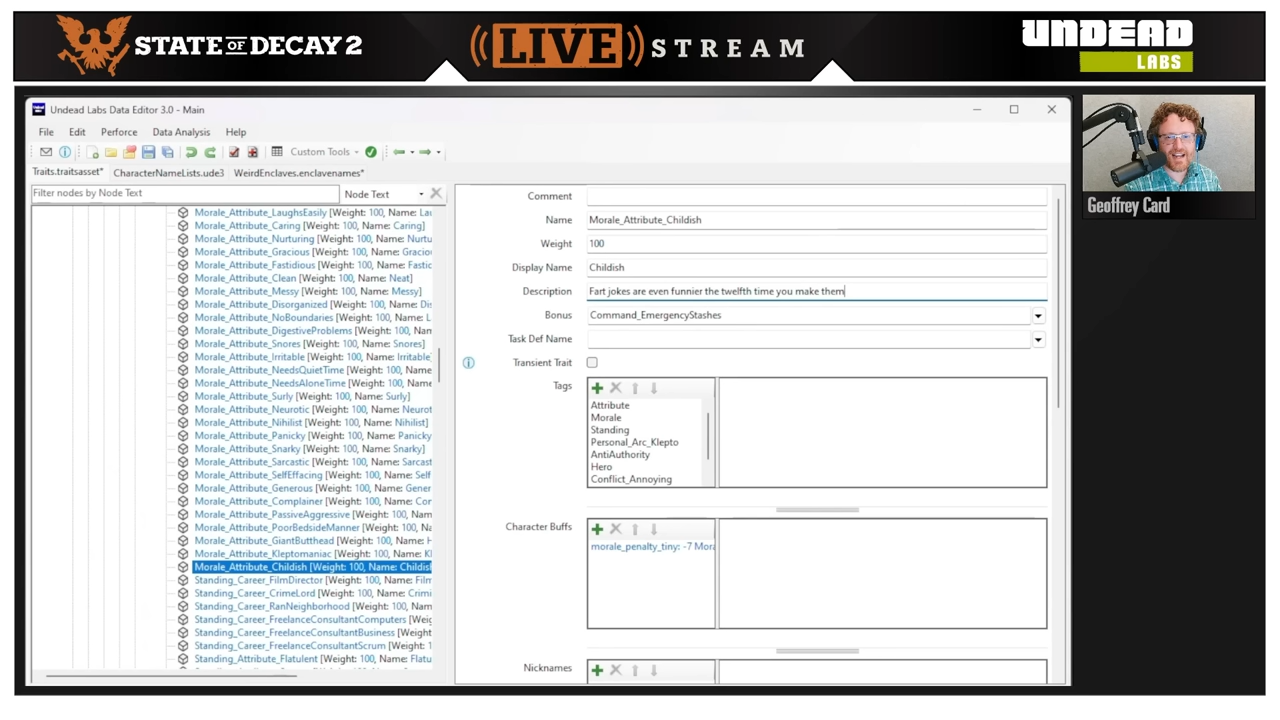 STATE OF DECAY 2
LIVE STREAM
UNDEAD
LABS
Undead Labs Data Editor 3.0 - Main
File Edit Perforce Data Analysis Help
Custom Tools
Traits.traitsasset* CharacterNameLists.ude3 WeirdEnclaves.enclavenames*
Filter nodes by Node Text
Node Text
Morale_Attribute_LaughsEasily [Weight: 100, Name: Lau
Morale_Attribute_Caring [Weight: 100, Name: Caring]
Morale_Attribute_Nurturing [Weight: 100, Name: Nurtu
Morale_Attribute_Gracious [Weight: 100, Name: Graciou
Morale_Attribute_Fastidious [Weight: 100, Name: Fastic
Morale_Attribute_Clean [Weight: 100, Name: Neat]
Morale_Attribute_Messy [Weight: 100, Name: Messy]
Morale_Attribute_Disorganized [Weight: 100, Name: Dis
Morale_Attribute_NoBoundaries [Weight: 100, Name: L
Morale_Attribute_DigestiveProblems [Weight: 100, Nam
Morale_Attribute_Snores [Weight: 100, Name: Snores]
Morale_Attribute_Irritable [Weight: 100, Name: Irritable]
Morale_Attribute_NeedsQuietTime [Weight: 100, Name:
Morale_Attribute_NeedsAloneTime [Weight: 100, Name:
Morale_Attribute_Surly [Weight: 100, Name: Surly]
Morale_Attribute_Neurotic [Weight: 100, Name: Neurot
Morale_Attribute_Nihilist [Weight: 100, Name: Nihilist]
Morale_Attribute_Panicky [Weight: 100, Name: Panicky
Morale_Attribute_Snarky [Weight: 100, Name: Snarky]
Morale_Attribute_Sarcastic [Weight: 100, Name: Sarcast
Morale_Attribute_SelfEffacing [Weight: 100, Name: Self
Morale_Attribute_Generous [Weight: 100, Name: Gener
Morale_Attribute_Complainer [Weight: 100, Name: Cor
Morale_Attribute_PassiveAggressive [Weight: 100, Nam
Morale_Attribute_PoorBedsideManner [Weight: 100, Na
Morale_Attribute_GiantButthead [Weight: 100, Name: H
Morale_Attribute_Kleptomaniac [Weight: 100, Name: Kl
Morale_Attribute_Childish [Weight: 100, Name: Childisl
Standing_Career_FilmDirector [Weight: 100, Name: Film
Standing_Career_CrimeLord [Weight: 100, Name: Crimi
Standing_Career_RanNeighborhood [Weight: 100, Nam
Standing_Career_FreelanceConsultantComputers [Weig
Standing_Career_FreelanceConsultantBusiness [Weight
Standing_Career_FreelanceConsultantScrum [Weight: 1
Standing_Attribute_Flatulent [Weight: 100, Name: Flatu
Comment
Name Morale_Attribute_Childish
Weight 100
Display Name Childish
Description Fart jokes are even funnier the twelfth time you make them
Bonus Command_EmergencyStashes
Task Def Name
Transient Trait
Tags
Attribute
Morale
Standing
Personal_Arc_Klepto
AntiAuthority
Hero
Conflict_Annoying
Character Buffs
morale_penalty_tiny: -7 Mora
Nicknames
Geoffrey Card